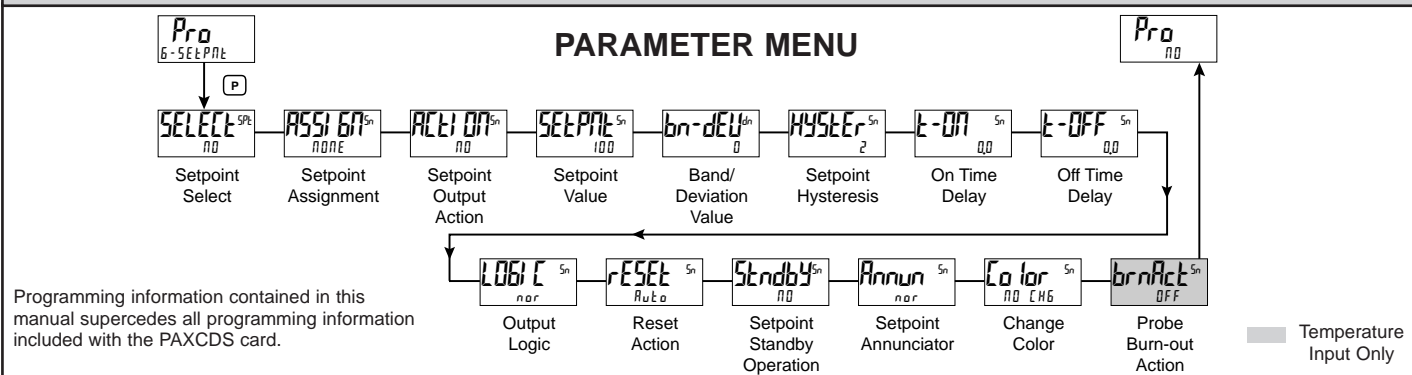 Pro
6-SEtPNt
PARAMETER MENU
Pro
NO
P
SELECt SPt
NO
ASSIGN Sn
NONE
ACtION Sn
NO
SEtPNt Sn
100
bn-dEV dn
0
HYStEr Sn
2
t-ON Sn
0.0
t-OFF Sn
0.0
Setpoint
Select
Setpoint
Assignment
Setpoint
Output
Action
Setpoint
Value
Band/
Deviation
Value
Setpoint
Hysteresis
On Time
Delay
Off Time
Delay
LOGIC Sn
nor
rESEt Sn
Auto
StndbY Sn
NO
Annun Sn
nor
Color Sn
NO CHG
brnAct Sn
OFF
Output
Logic
Reset
Action
Setpoint
Standby
Operation
Setpoint
Annunciator
Change
Color
Probe
Burn-out
Action
Programming information contained in this
manual supercedes all programming information
included with the PAXCDS card.
Temperature
Input Only